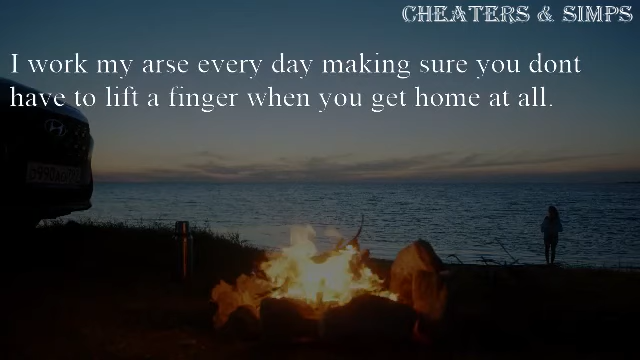 CHEATERS & SIMPS
I work my arse every day making sure you dont
have to lift a finger when you get home at all.